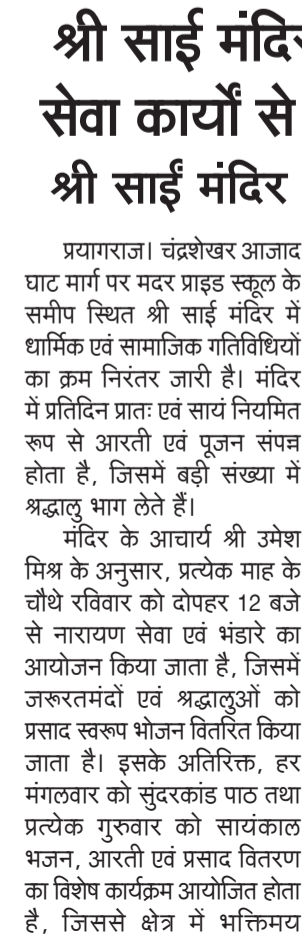 श्री साई मंदिर
सेवा कार्यों से
श्री साईं मंदिर
प्रयागराज। चंद्रशेखर आजाद
घाट मार्ग पर मदर प्राइड स्कूल के
समीप स्थित श्री साई मंदिर में
धार्मिक एवं सामाजिक गतिविधियों
का क्रम निरंतर जारी है। मंदिर
में प्रतिदिन प्रातः एवं सायं नियमित
रूप से आरती एवं पूजन संपन्न
होता है, जिसमें बड़ी संख्या में
श्रद्धालु भाग लेते हैं।
मंदिर के आचार्य श्री उमेश
मिश्र के अनुसार, प्रत्येक माह के
चौथे रविवार को दोपहर 12 बजे
से नारायण सेवा एवं भंडारे का
आयोजन किया जाता है, जिसमें
जरूरतमंदों एवं श्रद्धालुओं को
प्रसाद स्वरूप भोजन वितरित किया
जाता है। इसके अतिरिक्त, हर
मंगलवार को सुंदरकांड पाठ तथा
प्रत्येक गुरुवार को सायंकाल
भजन, आरती एवं प्रसाद वितरण
का विशेष कार्यक्रम आयोजित होता
है, जिससे क्षेत्र में भक्तिमय